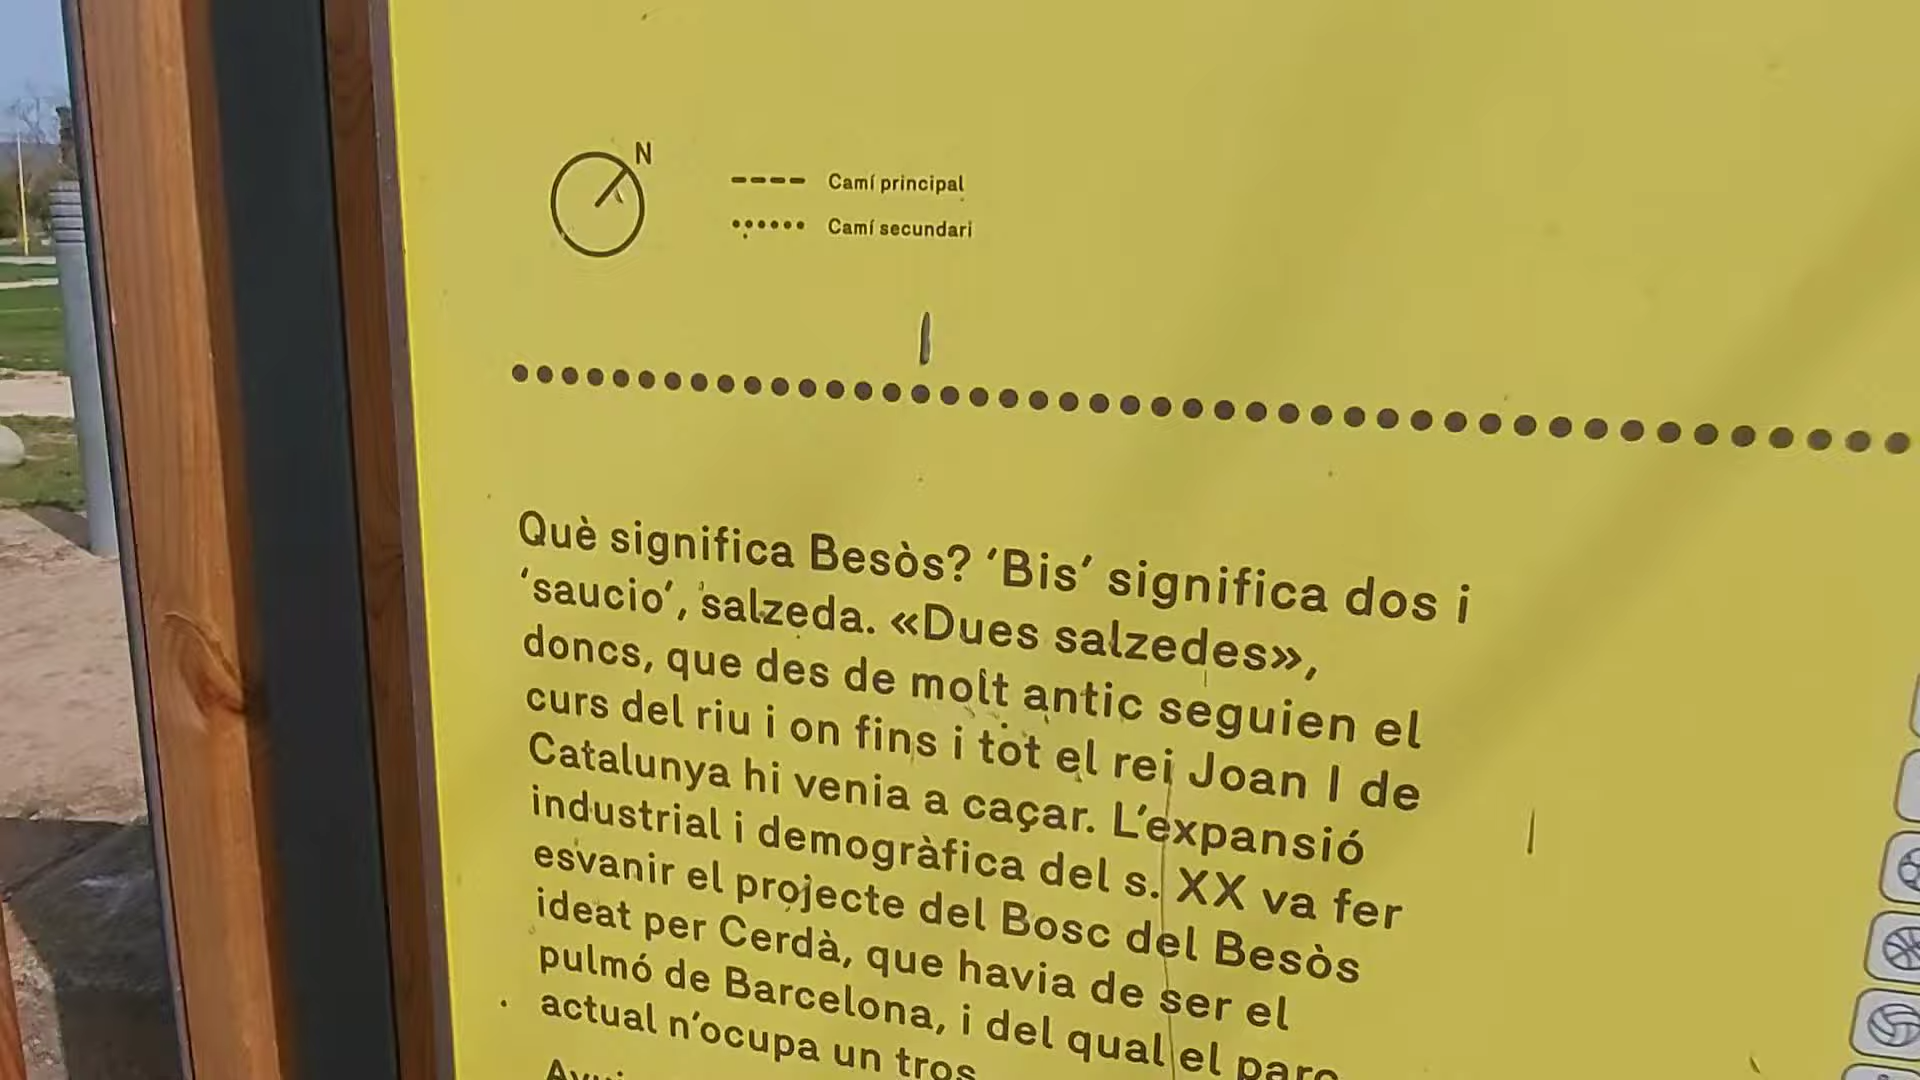 N
Camí principal
Camí secundari
Què significa Besòs? ‘Bis’ significa dos i
‘saucio’, salzeda. «Dues salzedes»,
doncs, que des de molt antic seguien el
curs del riu i on fins i tot el rei Joan I de
Catalunya hi venia a caçar. L’expansió
industrial i demogràfica del s. XX va fer
esvanir el projecte del Bosc del Besòs
ideat per Cerdà, que havia de ser el
pulmó de Barcelona, i del qual el parc
actual n’ocupa un tros